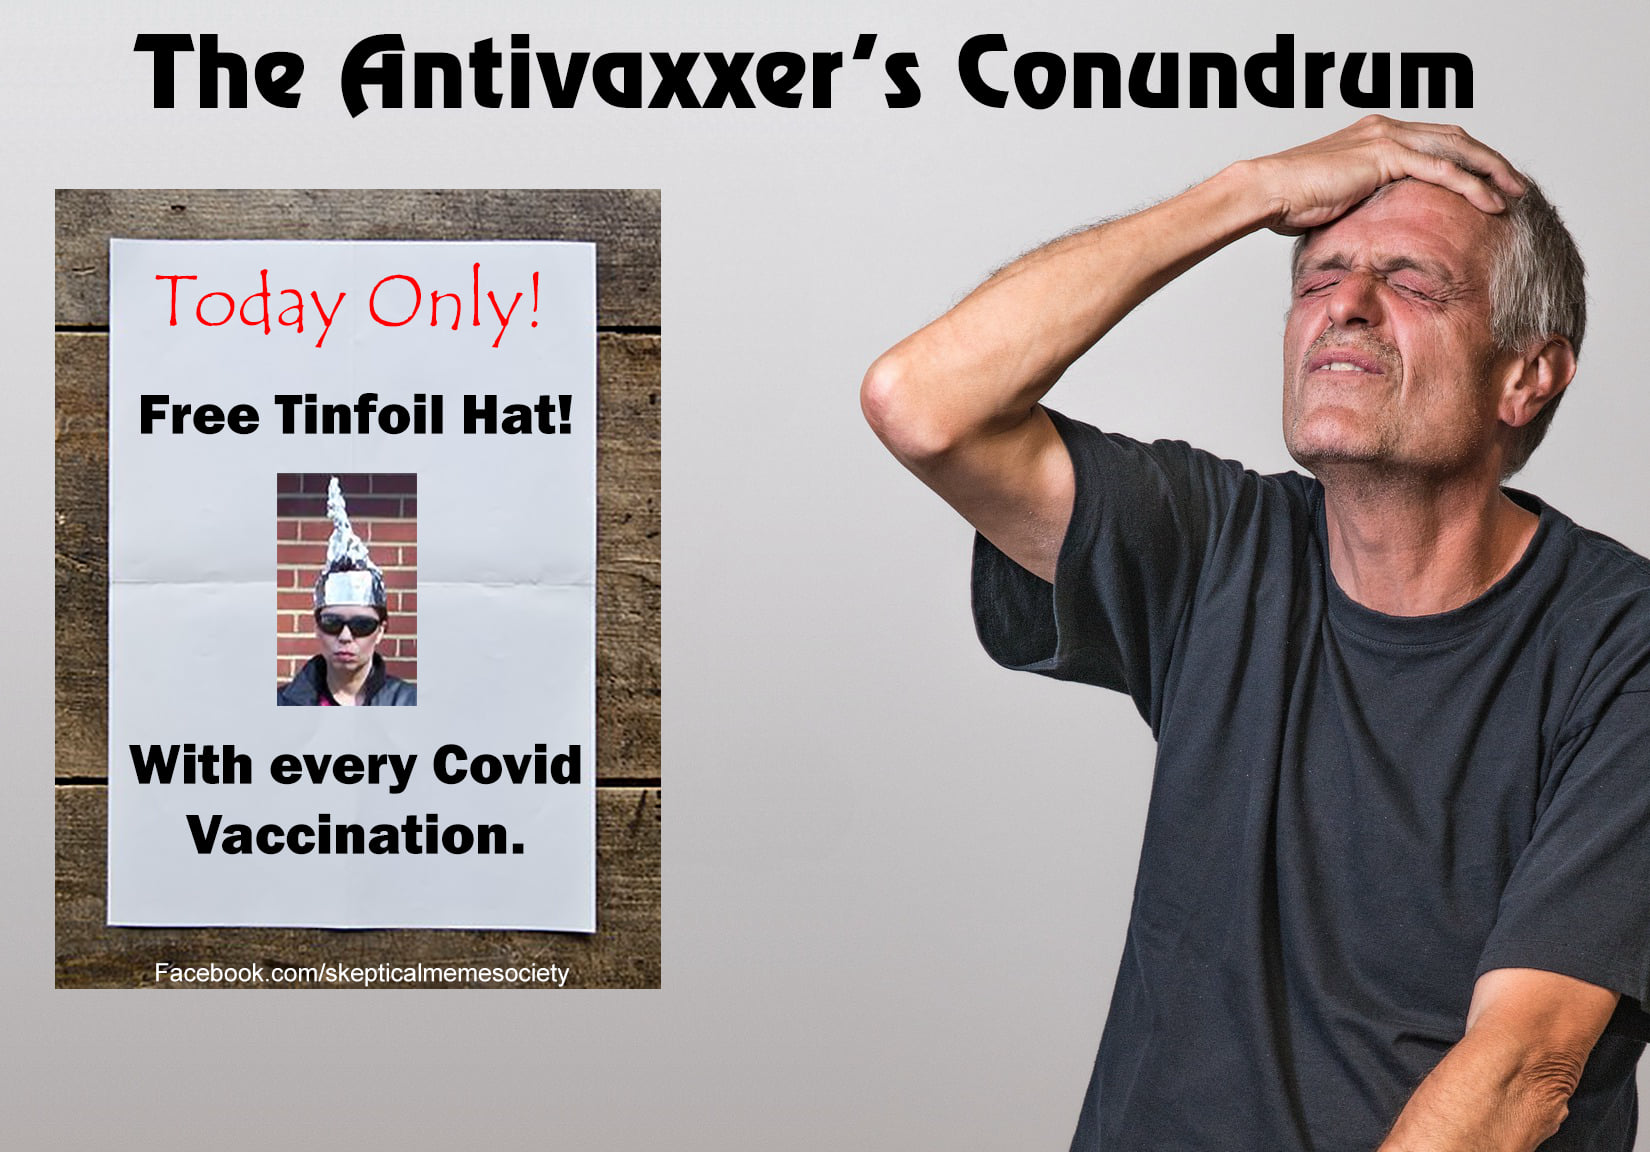 The Antivaxxer's Conundrum
Today Only!
Free Tinfoil Hat!
With every Covid
Vaccination.
Facebook.com/skepticalmemesociety